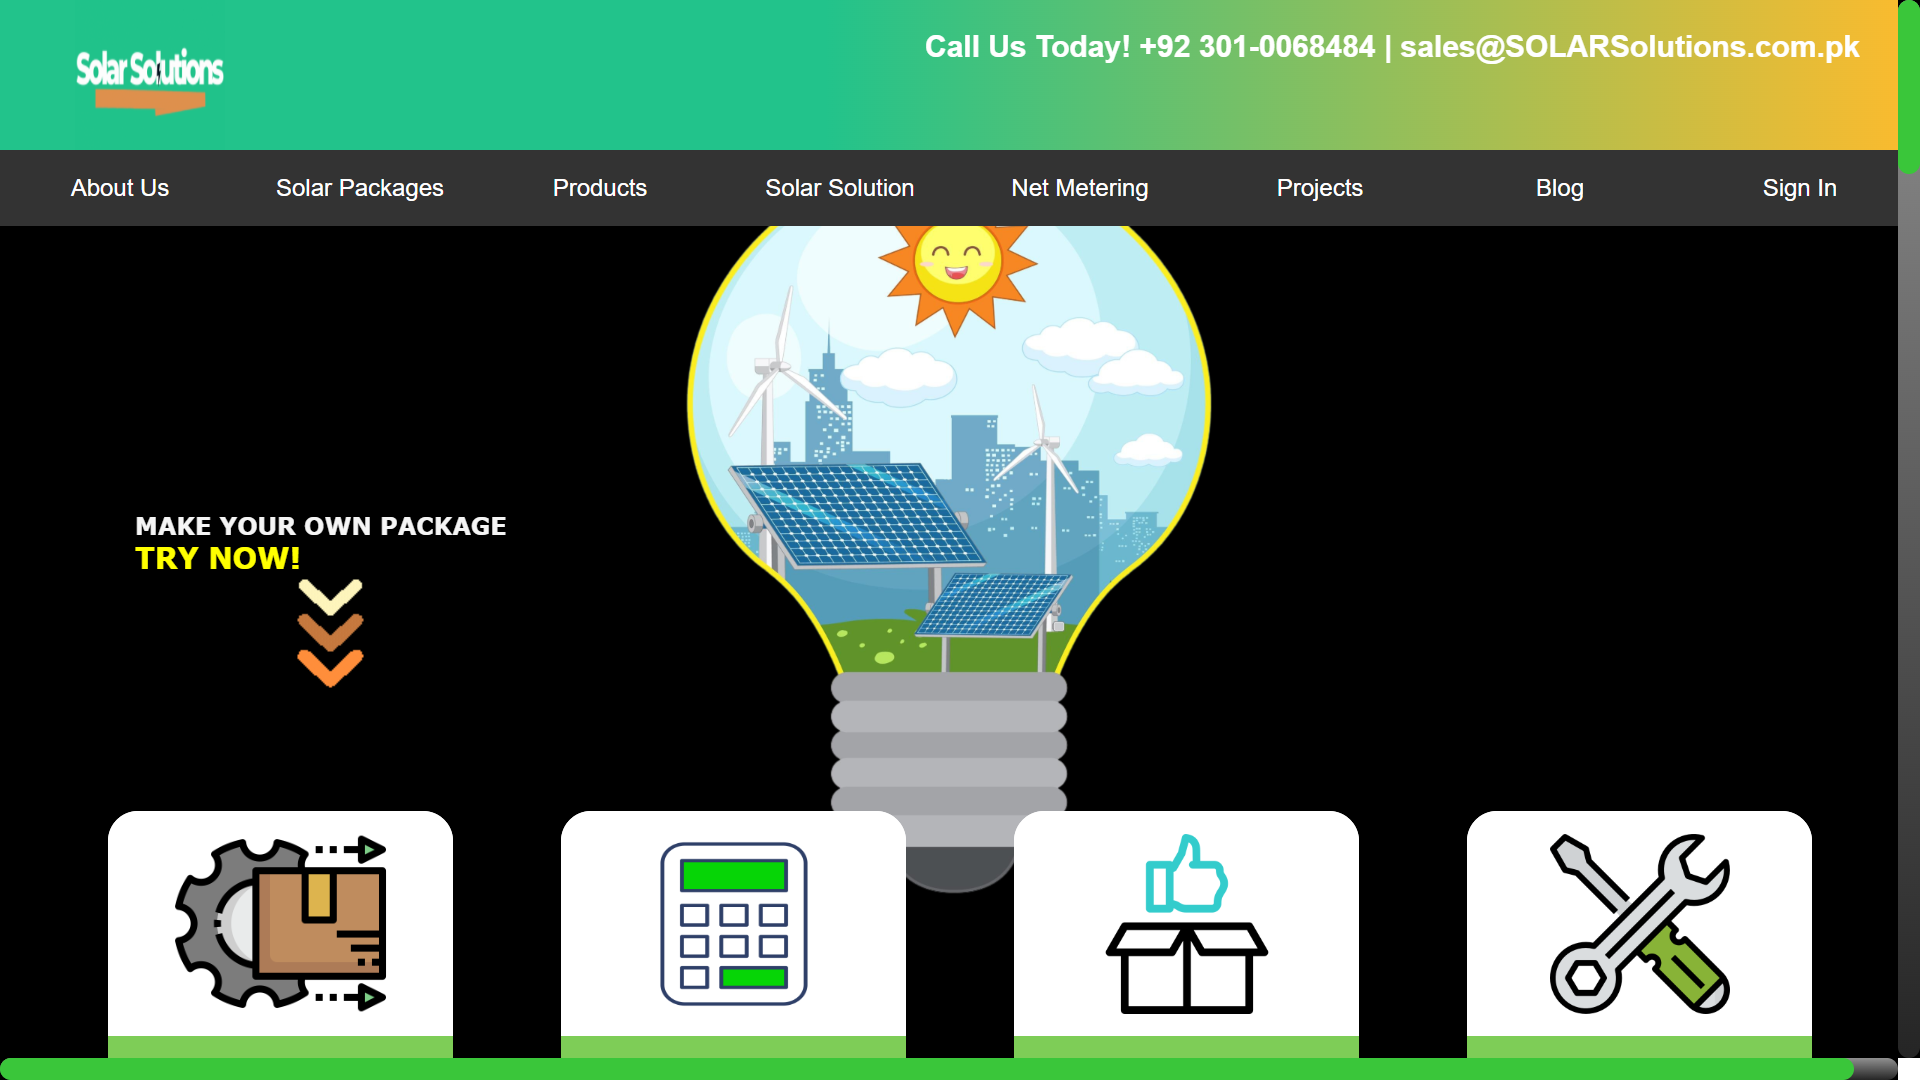 Solar Solutions
Call Us Today! +92 301-0068484 | sales@SOLARSolutions.com.pk
About Us Solar Packages Products Solar Solution Net Metering Projects Blog Sign In
MAKE YOUR OWN PACKAGE
TRY NOW!